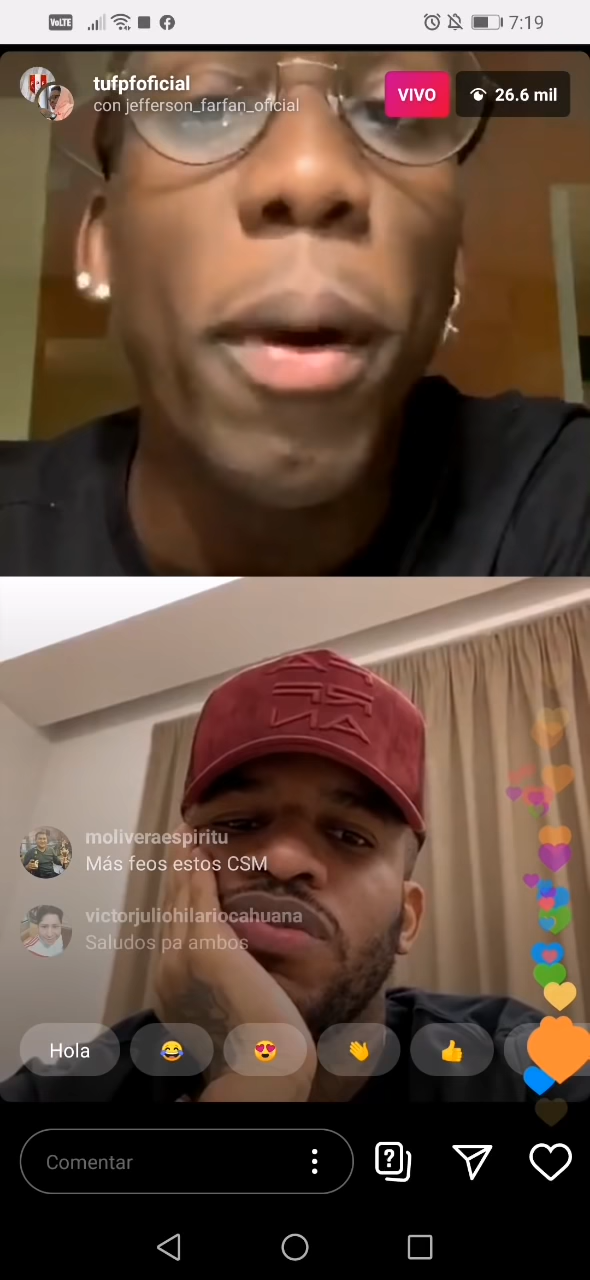 VoLTE
7:19
tufpfoficial
con jefferson_farfan_oficial
VIVO
26.6 mil
moliveraespiritu
Más feos estos CSM
victorjuliohilariocahuana
Saludos pa ambos
Hola
Comentar